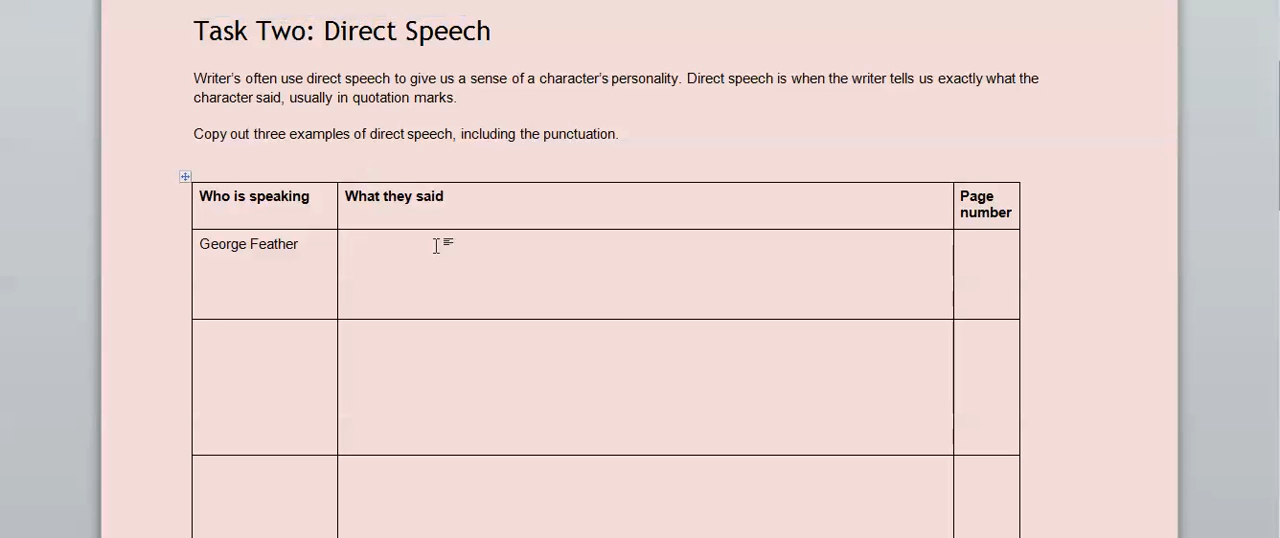 Task Two: Direct Speech
Writer's often use direct speech to give us a sense of a character's personality. Direct speech is when the writer tells us exactly what the
character said, usually in quotation marks.
Copy out three examples of direct speech, including the punctuation.
Who is speaking What they said Page number
George Feather